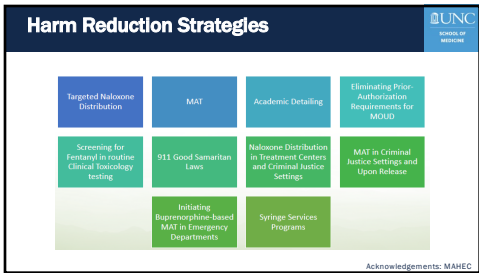 Harm Reduction Strategies
UNC
SCHOOL OF
MEDICINE
Targeted Naloxone
Distribution
MAT
Academic Detailing
Eliminating Prior-
Authorization
Requirements for
MOUD
Screening for
Fentanyl in routine
Clinical Toxicology
testing
911 Good Samaritan
Laws
Naloxone Distribution
in Treatment Centers
and Criminal Justice
Settings
MAT in Criminal
Justice Settings and
Upon Release
Initiating
Buprenorphine-based
MAT in Emergency
Departments
Syringe Services
Programs
Acknowledgements: MAHEC